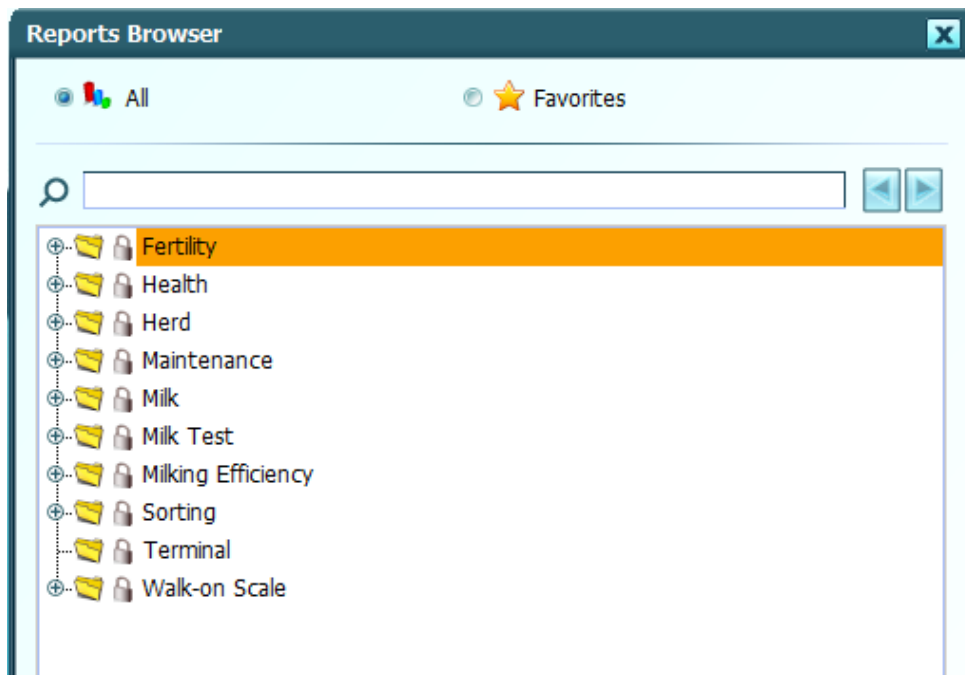 Reports Browser
All Favorites
Fertility
Health
Herd
Maintenance
Milk
Milk Test
Milking Efficiency
Sorting
Terminal
Walk-on Scale